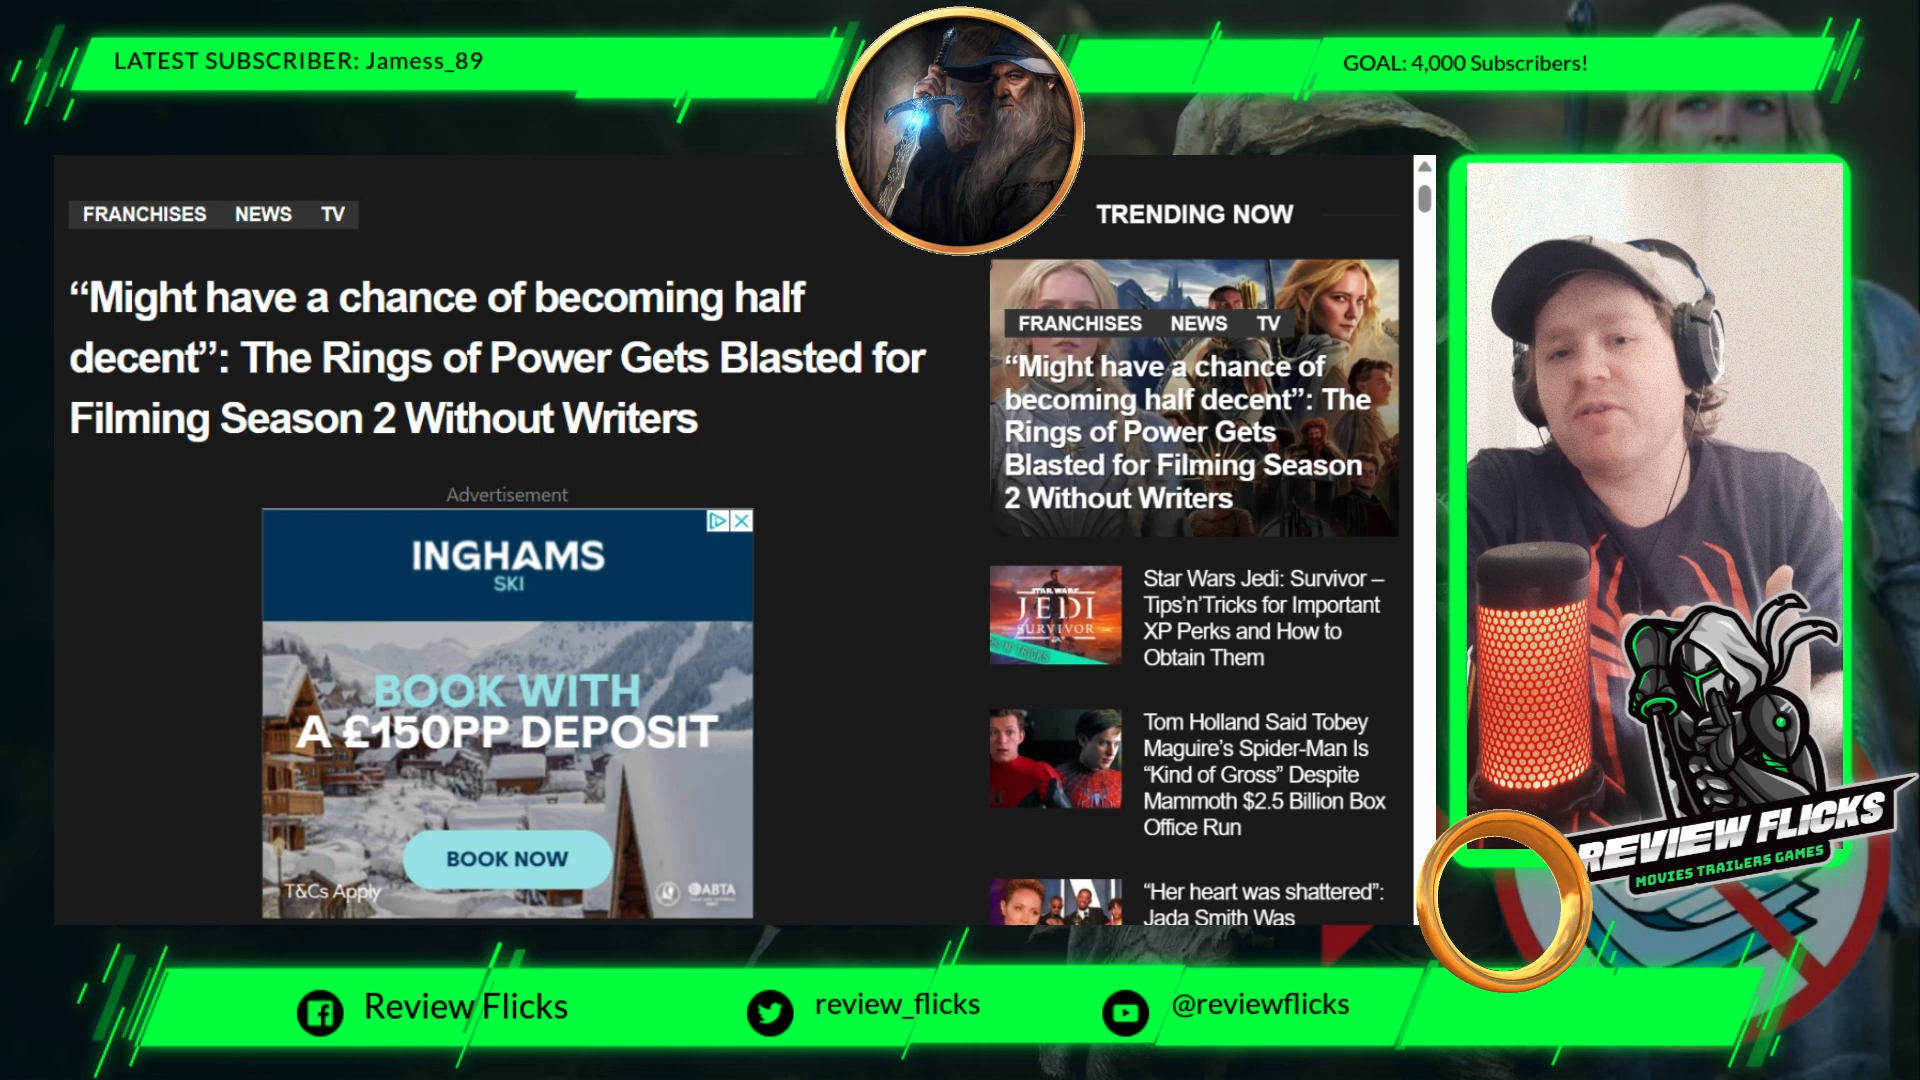 LATEST SUBSCRIBER: Jamess_89
GOAL: 4,000 Subscribers!
FRANCHISES NEWS TV
“Might have a chance of becoming half
decent”: The Rings of Power Gets Blasted for
Filming Season 2 Without Writers
Advertisement
INGHAMS
SKI
BOOK WITH
A £150PP DEPOSIT
BOOK NOW
T&Cs Apply
ABTA
TRENDING NOW
FRANCHISES NEWS TV
“Might have a chance of
becoming half decent”: The
Rings of Power Gets
Blasted for Filming Season
2 Without Writers
STAR WARS
JEDI
SURVIVOR
Star Wars Jedi: Survivor –
Tips’n’Tricks for Important
XP Perks and How to
Obtain Them
Tom Holland Said Tobey
Maguire’s Spider-Man Is
“Kind of Gross” Despite
Mammoth $2.5 Billion Box
Office Run
“Her heart was shattered”:
Jada Smith Was
REVIEW FLICKS
MOVIES TRAILERS GAMES
Review Flicks
review_flicks
@reviewflicks